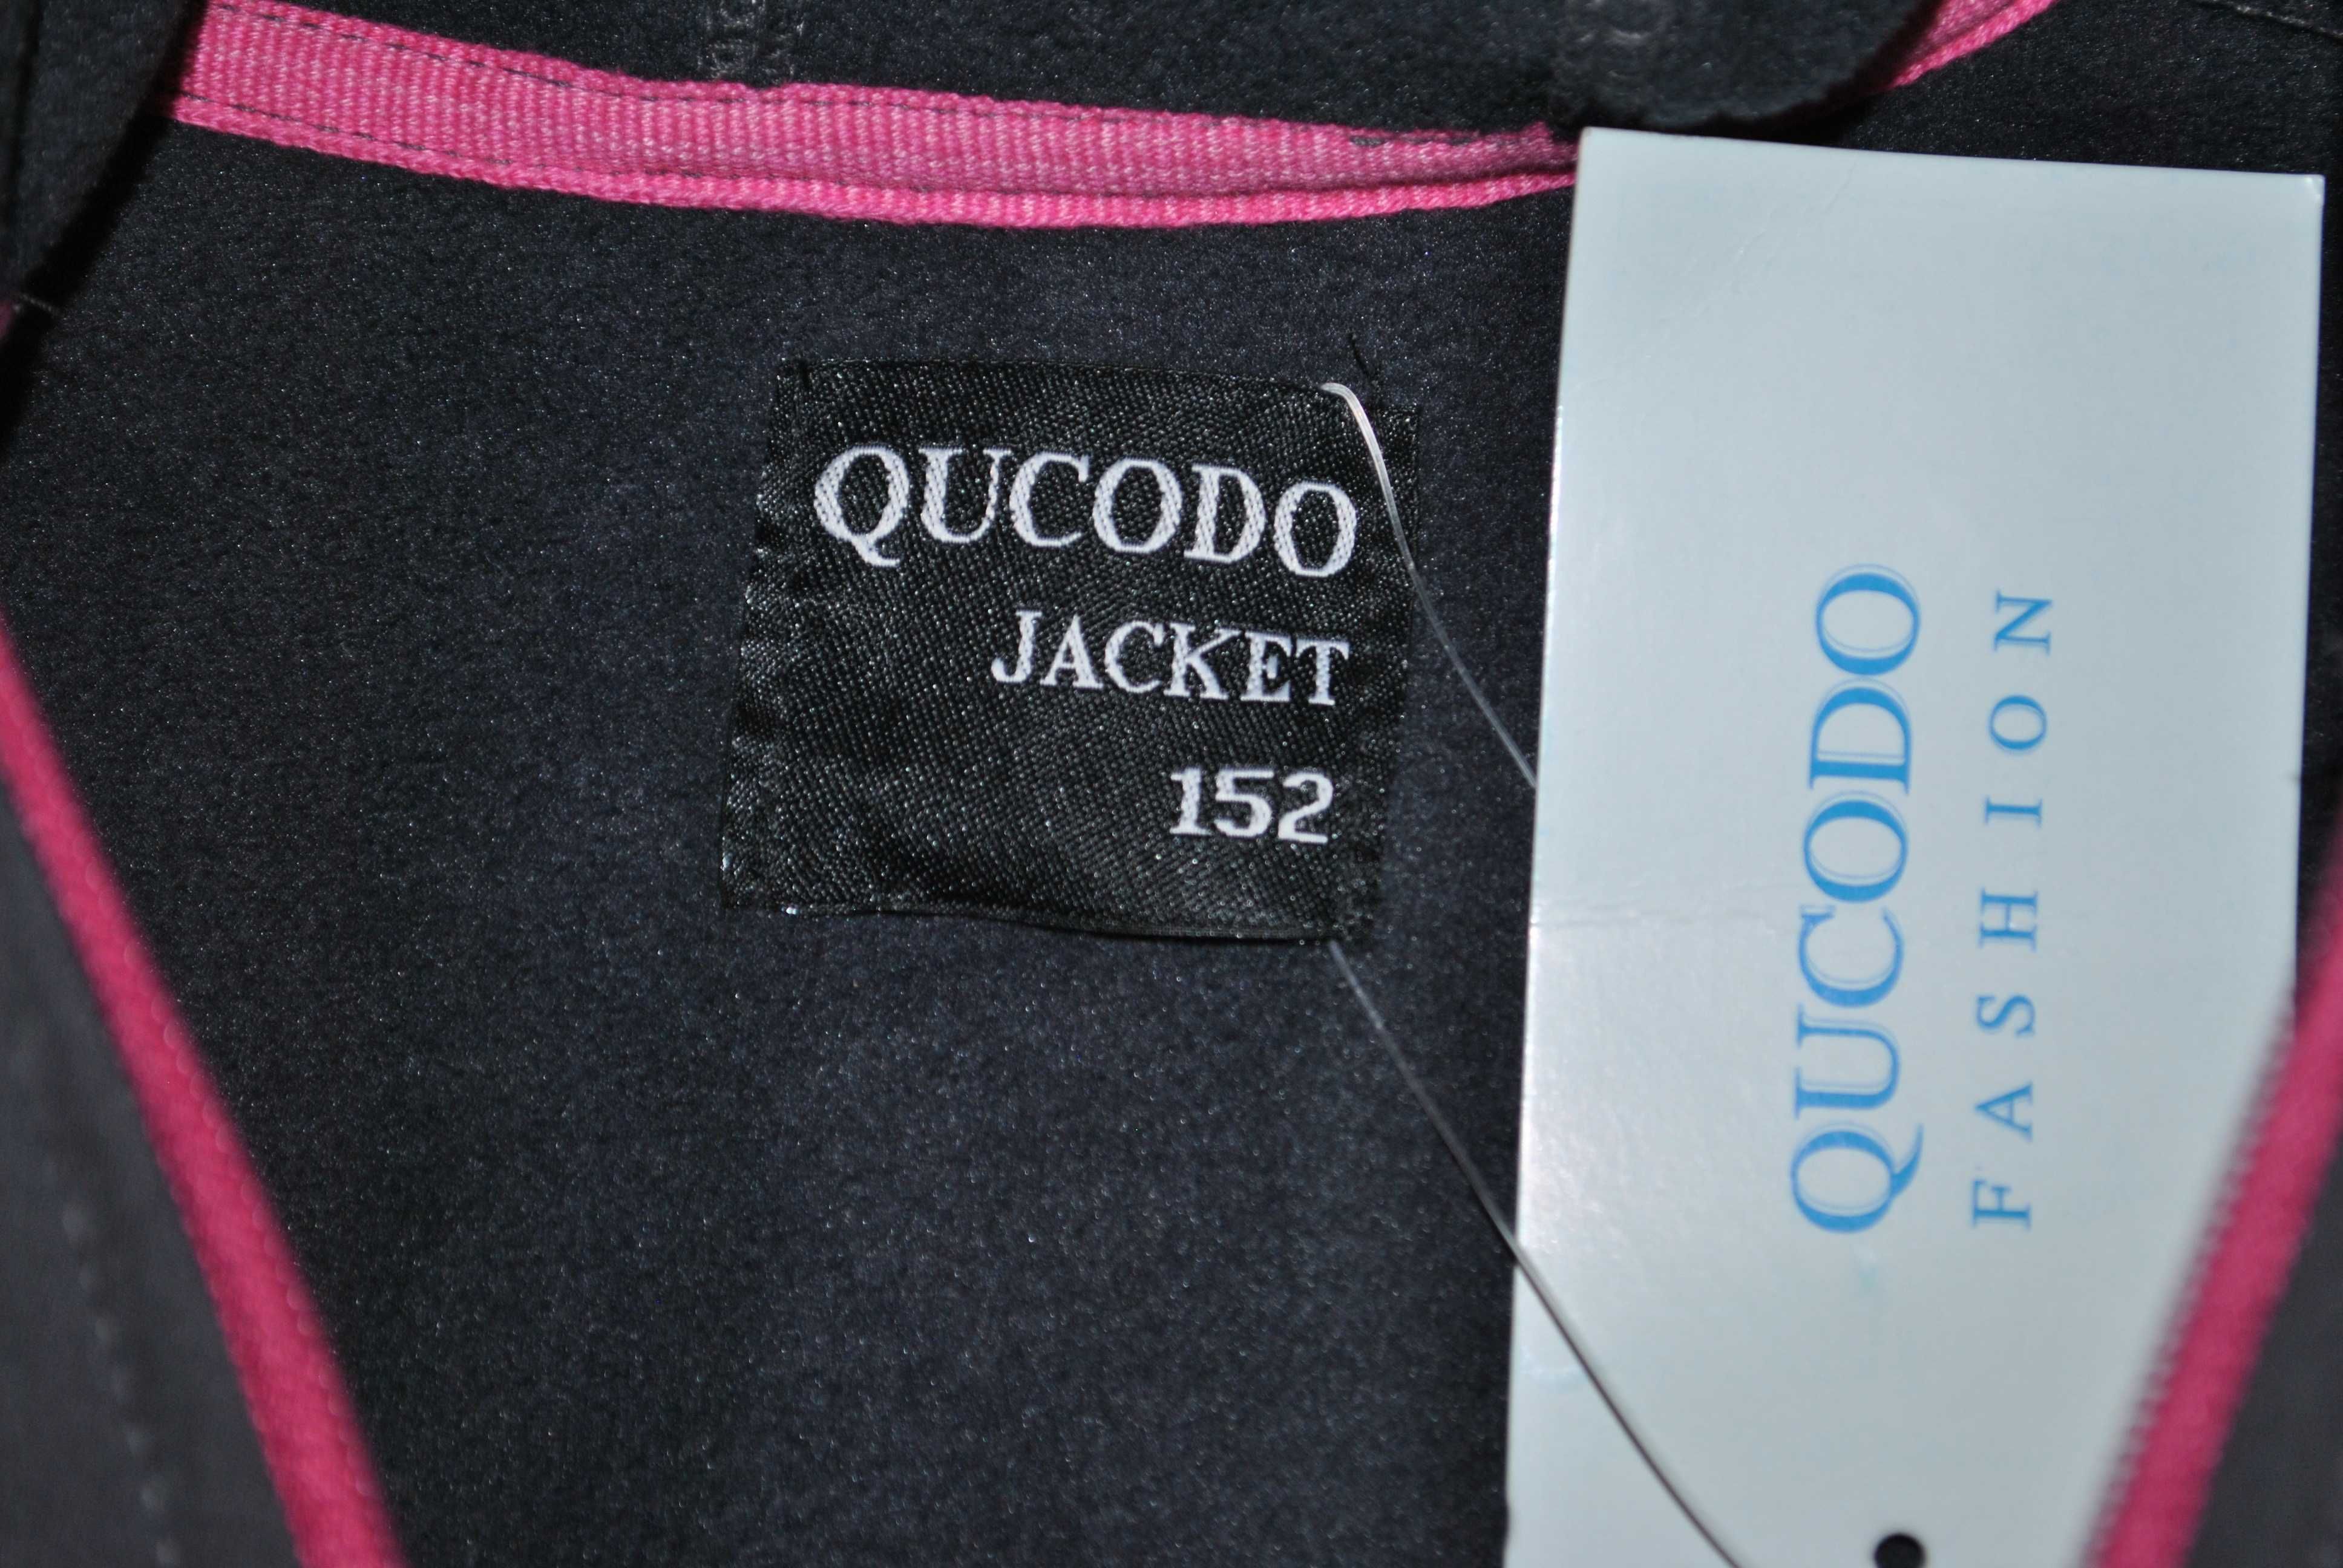 QUCODO
JACKET
152
QUCODO
FASHION